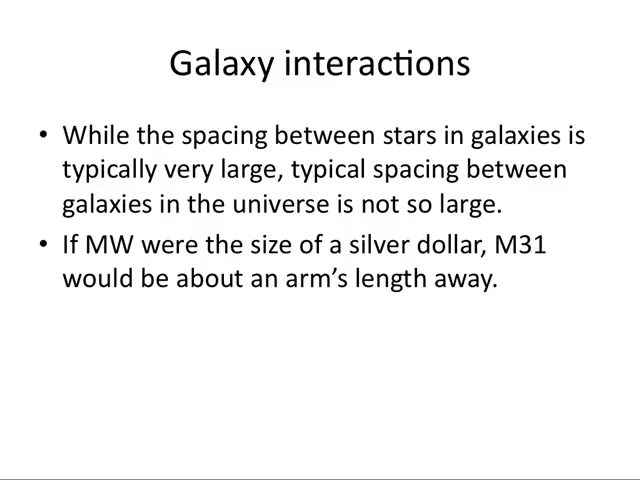 Galaxy interactions
• While the spacing between stars in galaxies is
typically very large, typical spacing between
galaxies in the universe is not so large.
• If MW were the size of a silver dollar, M31
would be about an arm’s length away.